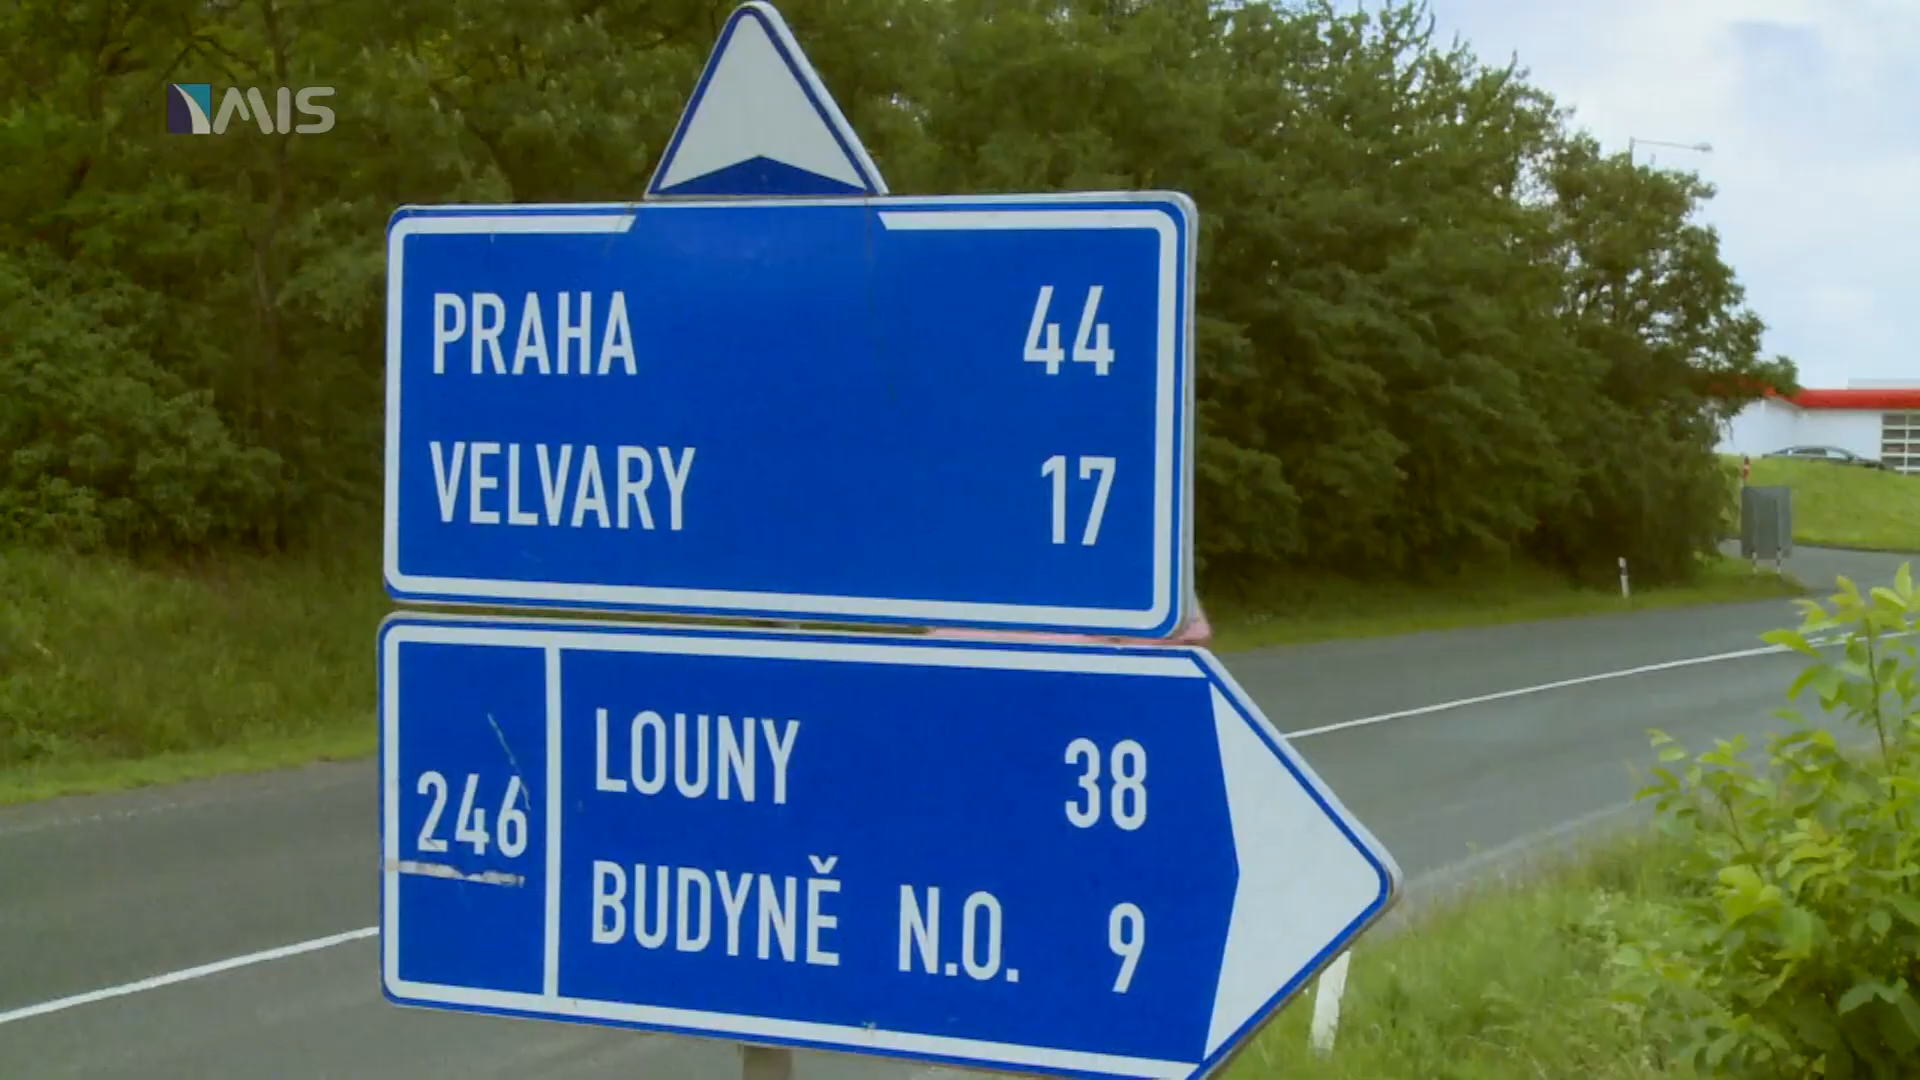 MIS
PRAHA 44
VELVARY 17
246
LOUNY 38
BUDYNĚ N.O. 9